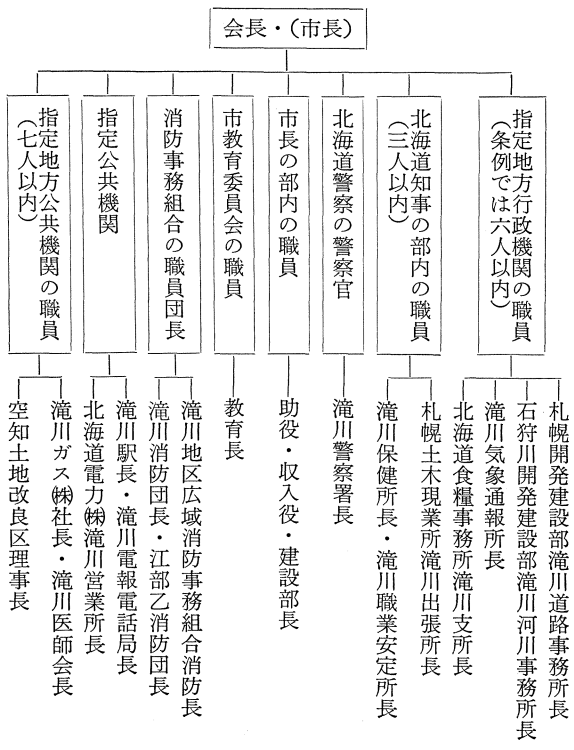 会長・(市長)
指定地方行政機関の職員
(条例では六人以内)
北海道知事の部内の職員
(三人以内)
北海道警察の警察官
市長の部内の職員
市教育委員会の職員
消防事務組合の職員団長
指定公共機関
指定地方公共機関の職員
(七人以内)
札幌開発建設部滝川道路事務所長
石狩川開発建設部滝川河川事務所長
滝川気象通報所長
北海道食糧事務所滝川支所長
札幌土木現業所滝川出張所長
滝川保健所長・滝川職業安定所長
滝川警察署長
助役・収入役・建設部長
教育長
滝川地区広域消防事務組合消防長
滝川消防団長・江部乙消防団長
滝川駅長・滝川電報電話局長
北海道電力㈱滝川営業所長
滝川ガス㈱社長・滝川医師会長
空知土地改良区理事長